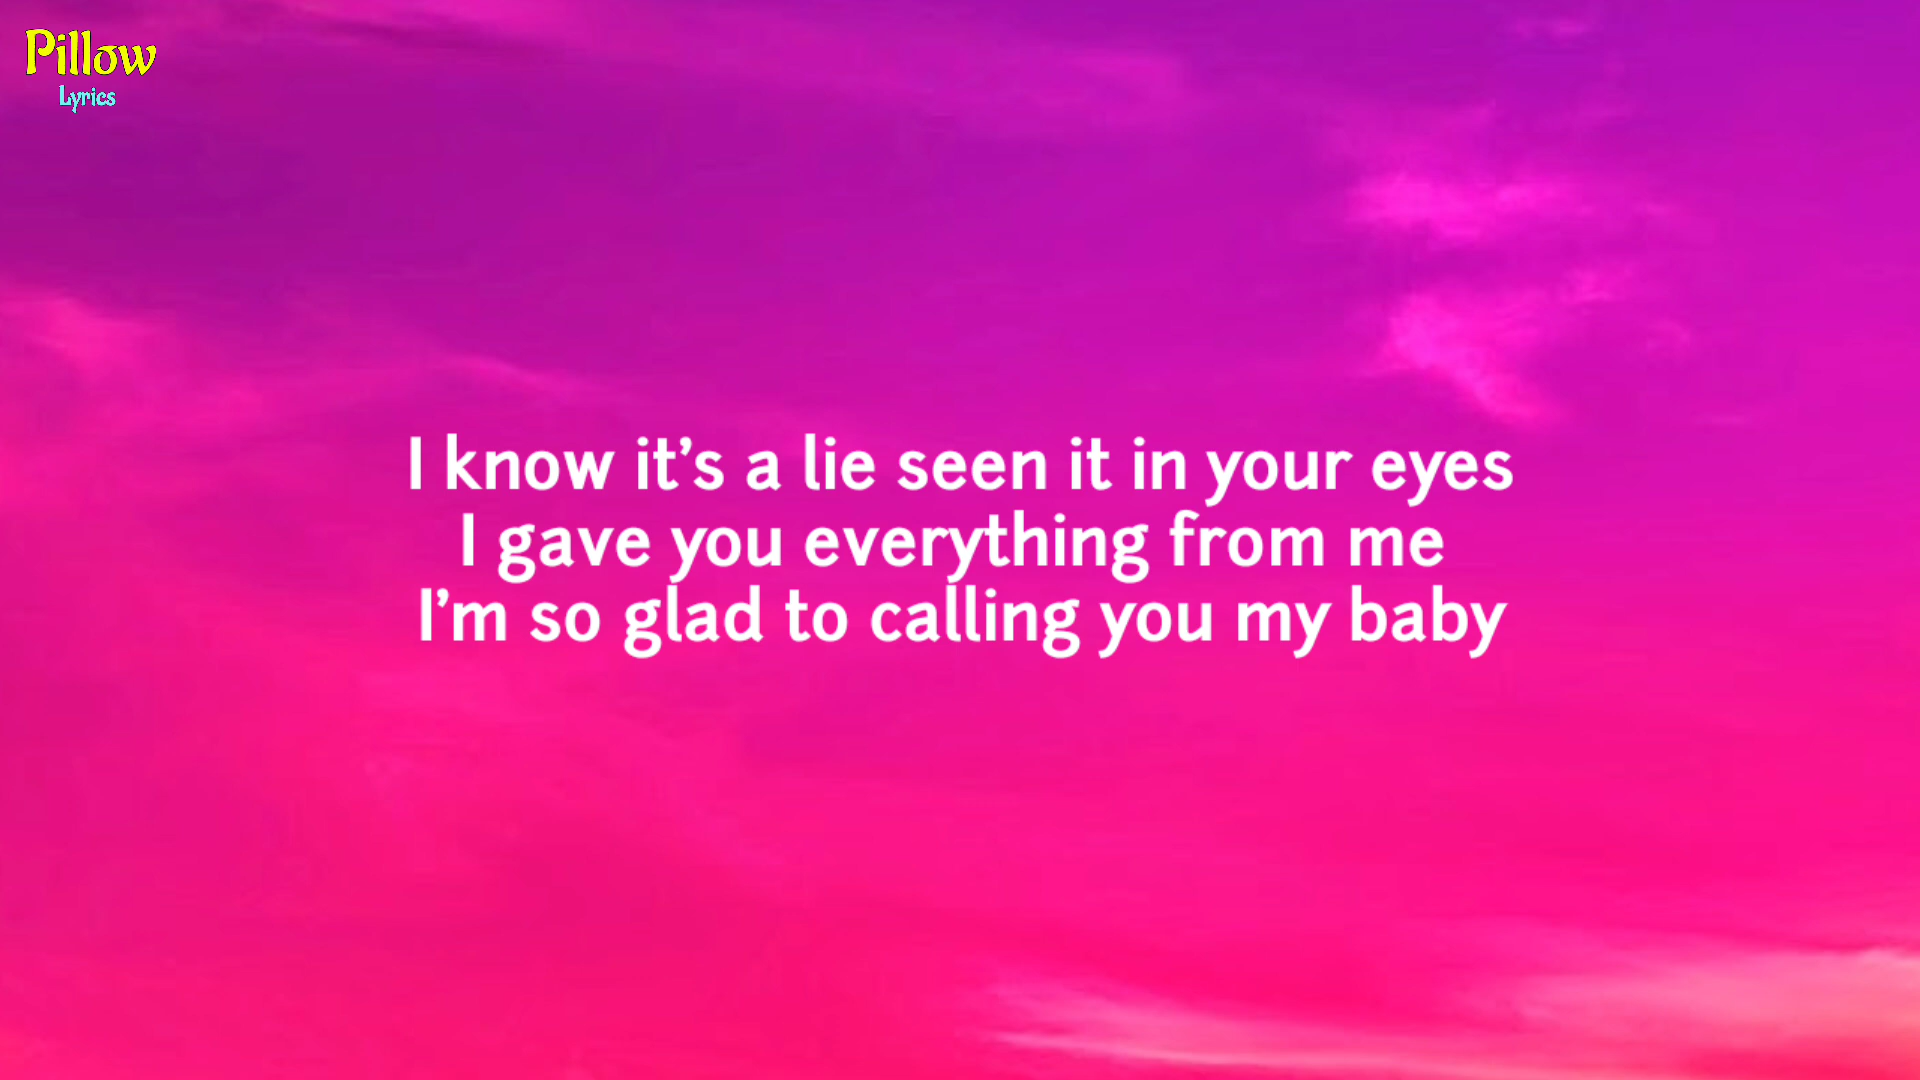 Pillow
Lyrics
I know it’s a lie seen it in your eyes
I gave you everything from me
I’m so glad to calling you my baby